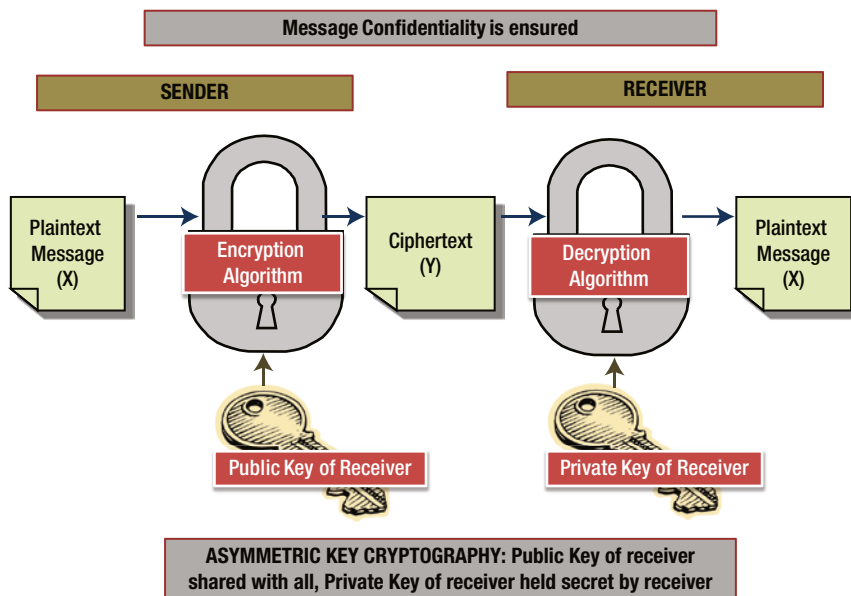 Message Confidentiality is ensured
SENDER
RECEIVER
Plaintext
Message
(X)
Encryption
Algorithm
Ciphertext
(Y)
Decryption
Algorithm
Plaintext
Message
(X)
Public Key of Receiver
Private Key of Receiver
ASYMMETRIC KEY CRYPTOGRAPHY: Public Key of receiver
shared with all, Private Key of receiver held secret by receiver